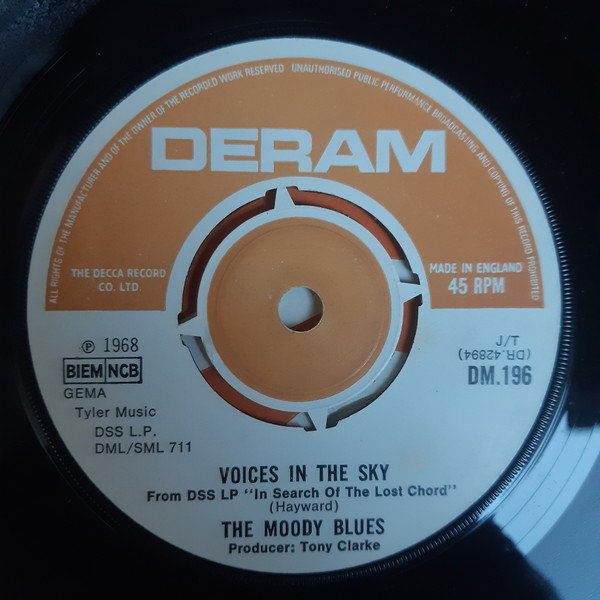 ALL RIGHTS OF THE MANUFACTURER AND OF THE OWNER OF THE RECORDED WORK RESERVED UNAUTHORISED PUBLIC PERFORMANCE BROADCASTING AND COPYING OF THIS RECORD PROHIBITED
DERAM
THE DECCA RECORD
CO. LTD.
MADE IN ENGLAND
45 RPM
℗ 1968
BIEM NCB
GEMA
Tyler Music
DSS L.P.
DML/SML 711
T/J
(DR.42894)
DM.196
VOICES IN THE SKY
From DSS LP "In Search Of The Lost Chord"
(Hayward)
THE MOODY BLUES
Producer: Tony Clarke